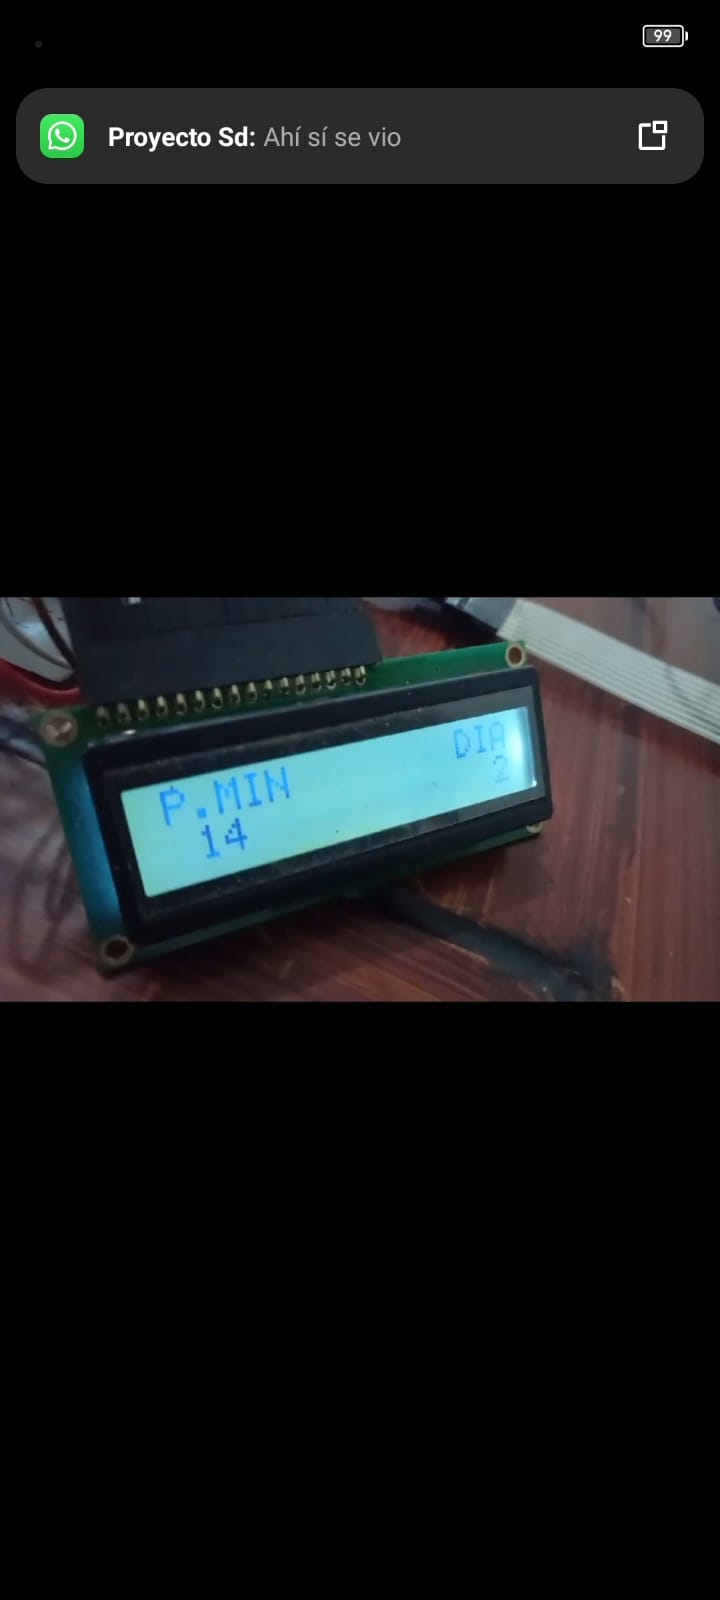 99
Proyecto Sd: Ahí sí se vio
P.MIN DIA
14 2